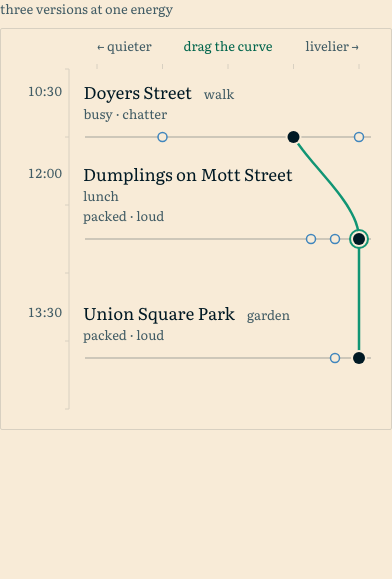 three versions at one energy
← quieter drag the curve livelier →
10:30 Doyers Street walk
busy · chatter
12:00 Dumplings on Mott Street
lunch
packed · loud
13:30 Union Square Park garden
packed · loud